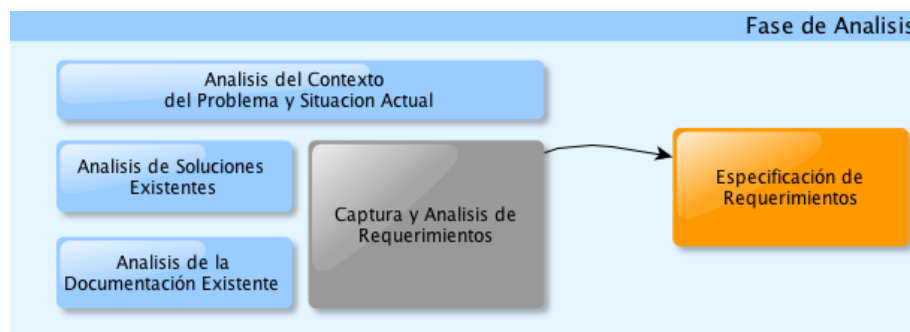 Fase de Analisis
Analisis del Contexto
del Problema y Situacion Actual
Analisis de Soluciones
Existentes
Captura y Analisis de
Requerimientos
Especificación de
Requerimientos
Analisis de la
Documentación Existente